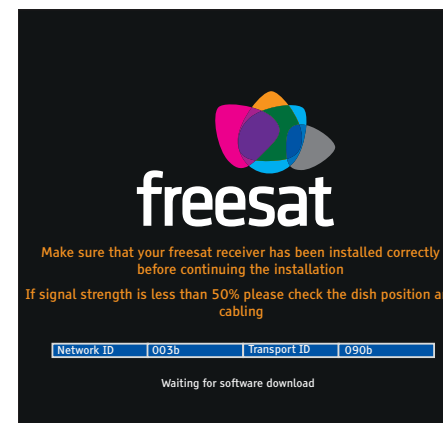 freesat
Make sure that your freesat receiver has been installed correctly
before continuing the installation
If signal strength is less than 50% please check the dish position a
cabling
Network ID 003b Transport ID 090b
Waiting for software download